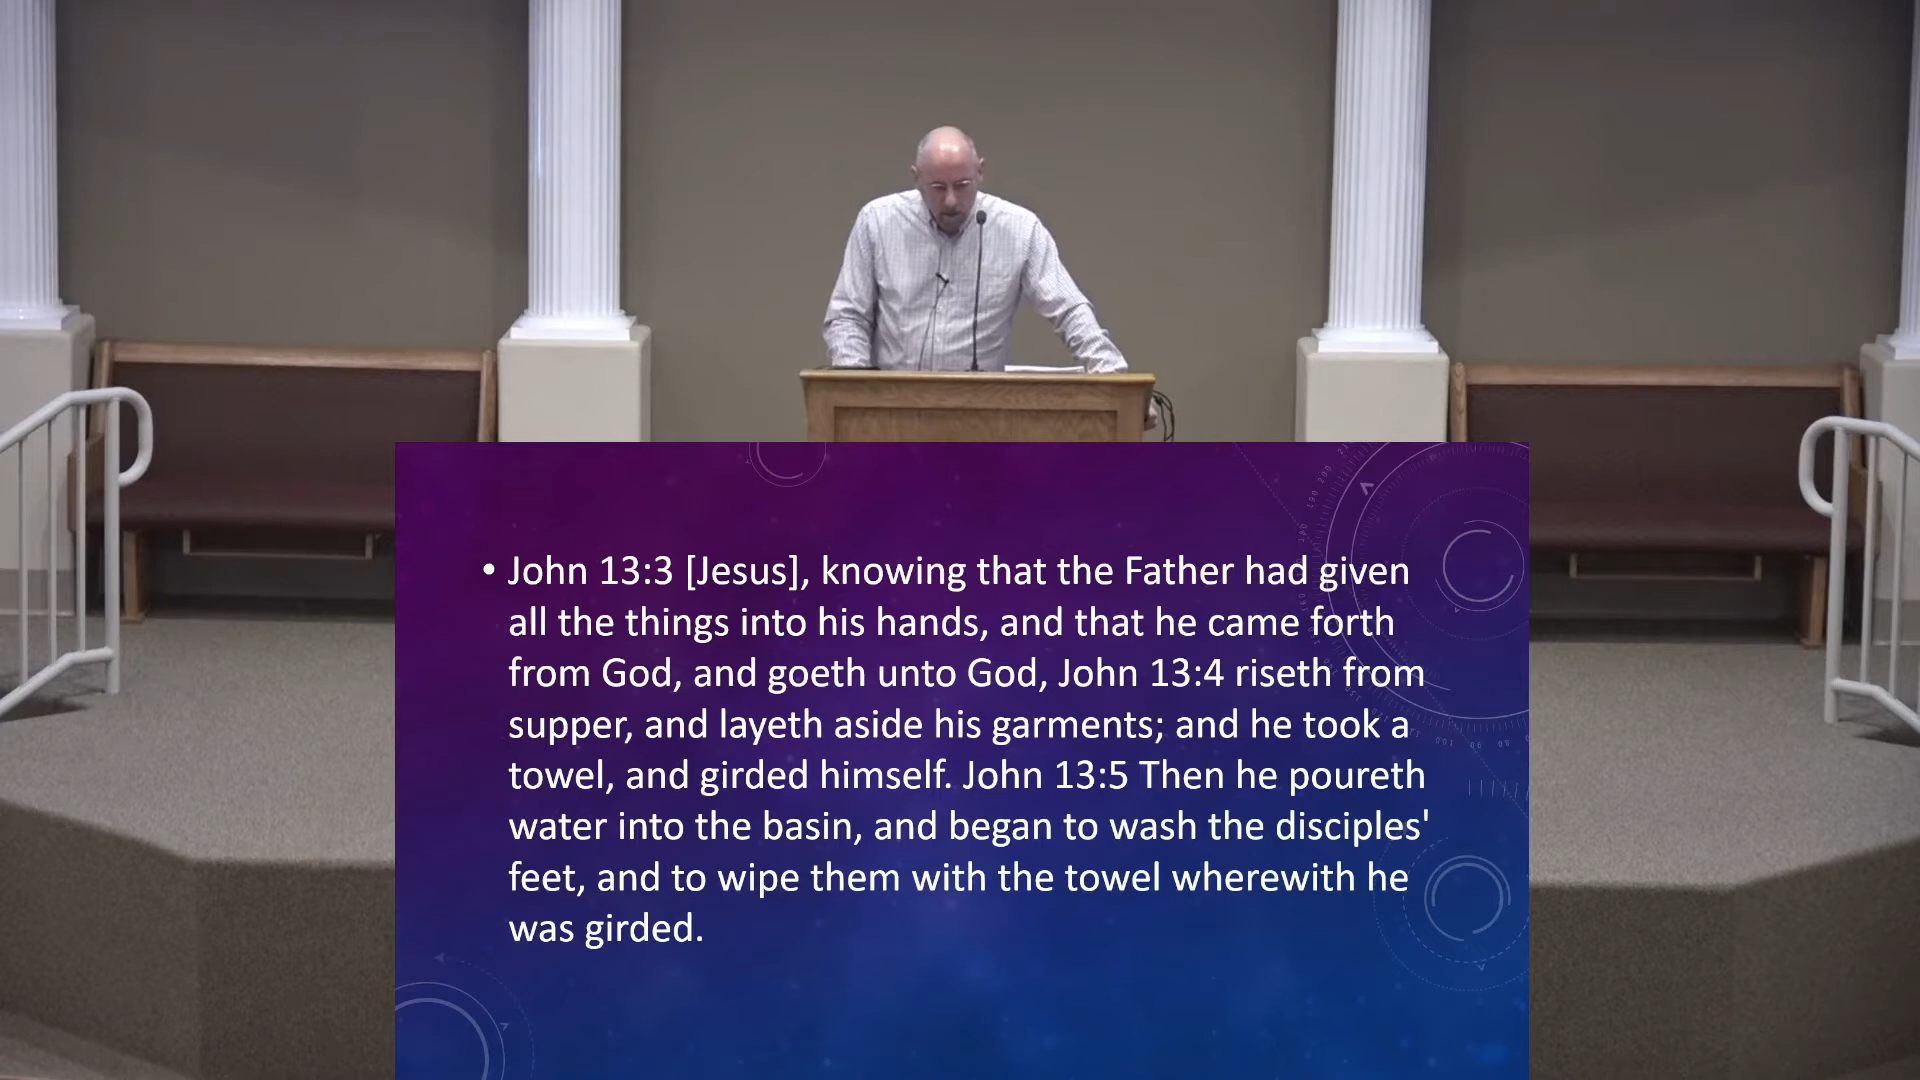 • John 13:3 [Jesus], knowing that the Father had given
all the things into his hands, and that he came forth
from God, and goeth unto God, John 13:4 riseth from
supper, and layeth aside his garments; and he took a
towel, and girded himself. John 13:5 Then he poureth
water into the basin, and began to wash the disciples'
feet, and to wipe them with the towel wherewith he
was girded.